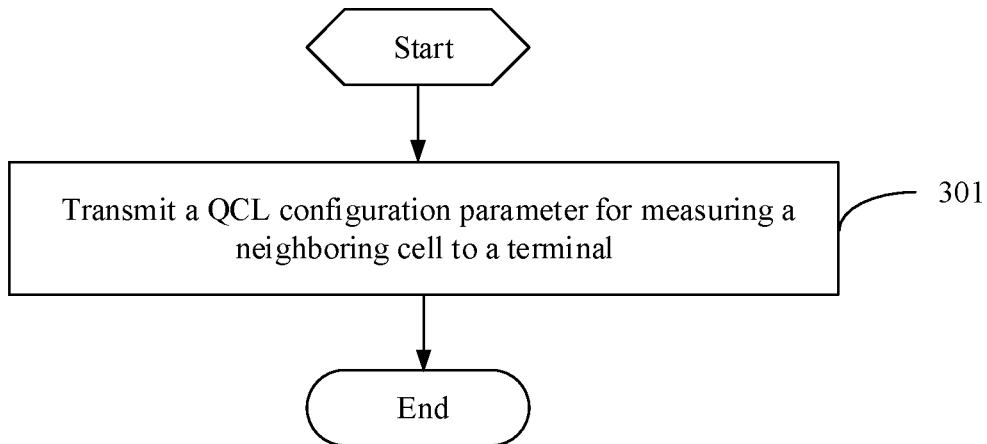 Start
Transmit a QCL configuration parameter for measuring a
neighboring cell to a terminal
301
End